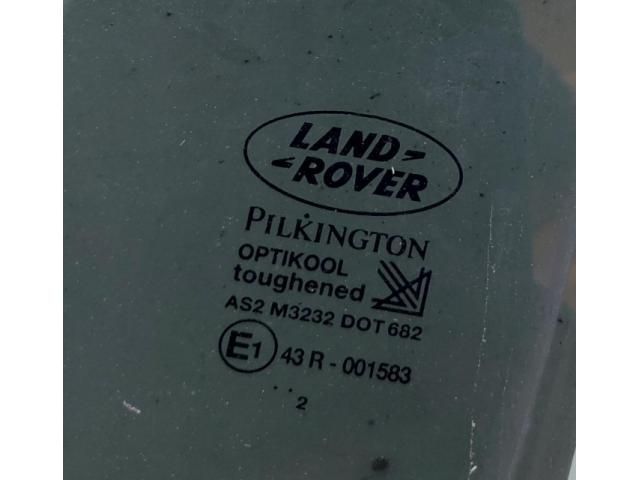 LAND
ROVER
PILKINGTON
OPTIKOOL
toughened
AS2 M3232 DOT 682
E1 43 R - 001583
..
2